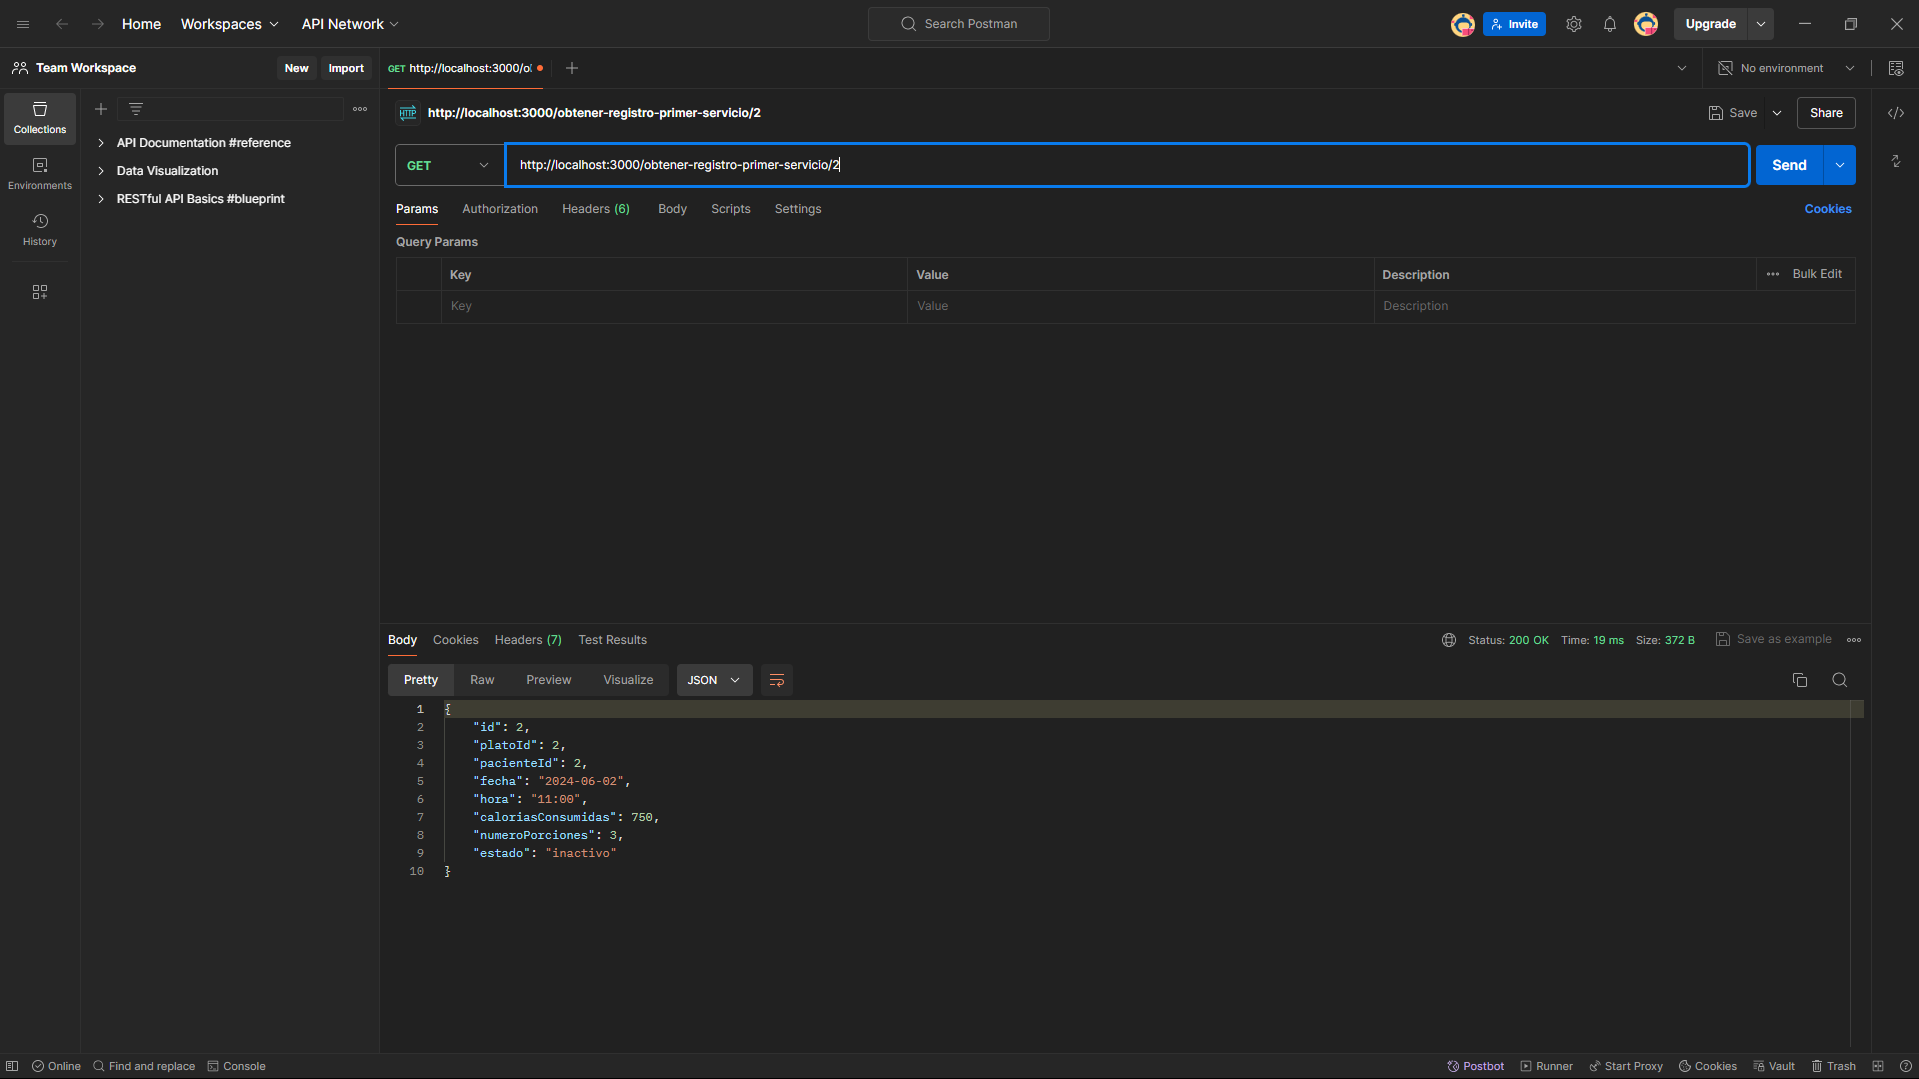 Home Workspaces API Network Search Postman Invite Upgrade
Team Workspace New Import GET http://localhost:3000/ol No environment
HTTP http://localhost:3000/obtener-registro-primer-servicio/2 Save Share
Collections
Environments
History
API Documentation #reference
Data Visualization
RESTful API Basics #blueprint
GET http://localhost:3000/obtener-registro-primer-servicio/2 Send
Params Authorization Headers (6) Body Scripts Settings Cookies
Query Params
Key Value Description Bulk Edit
Key Value Description
Body Cookies Headers (7) Test Results Status: 200 OK Time: 19 ms Size: 372 B Save as example
Pretty Raw Preview Visualize JSON
1 {
2 "id": 2,
3 "platoId": 2,
4 "pacienteId": 2,
5 "fecha": "2024-06-02",
6 "hora": "11:00",
7 "caloriasConsumidas": 750,
8 "numeroPorciones": 3,
9 "estado": "inactivo"
10 }
Online Find and replace Console Postbot Runner Start Proxy Cookies Vault Trash